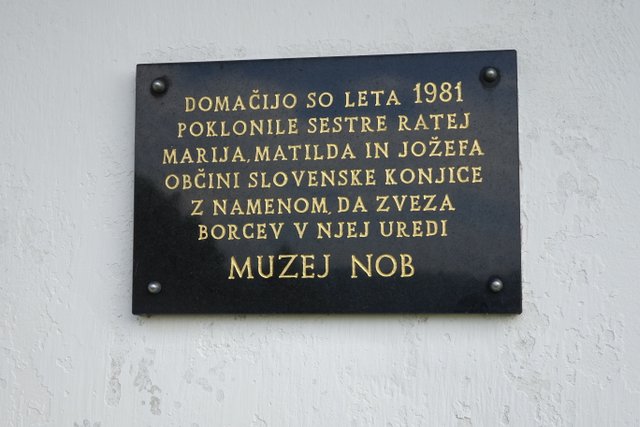 DOMAČIJO SO LETA 1981
POKLONILE SESTRE RATEJ
MARIJA, MATILDA IN JOŽEFA
OBČINI SLOVENSKE KONJICE
Z NAMENOM, DA ZVEZA
BORCEV V NJEJ UREDI
MUZEJ NOB